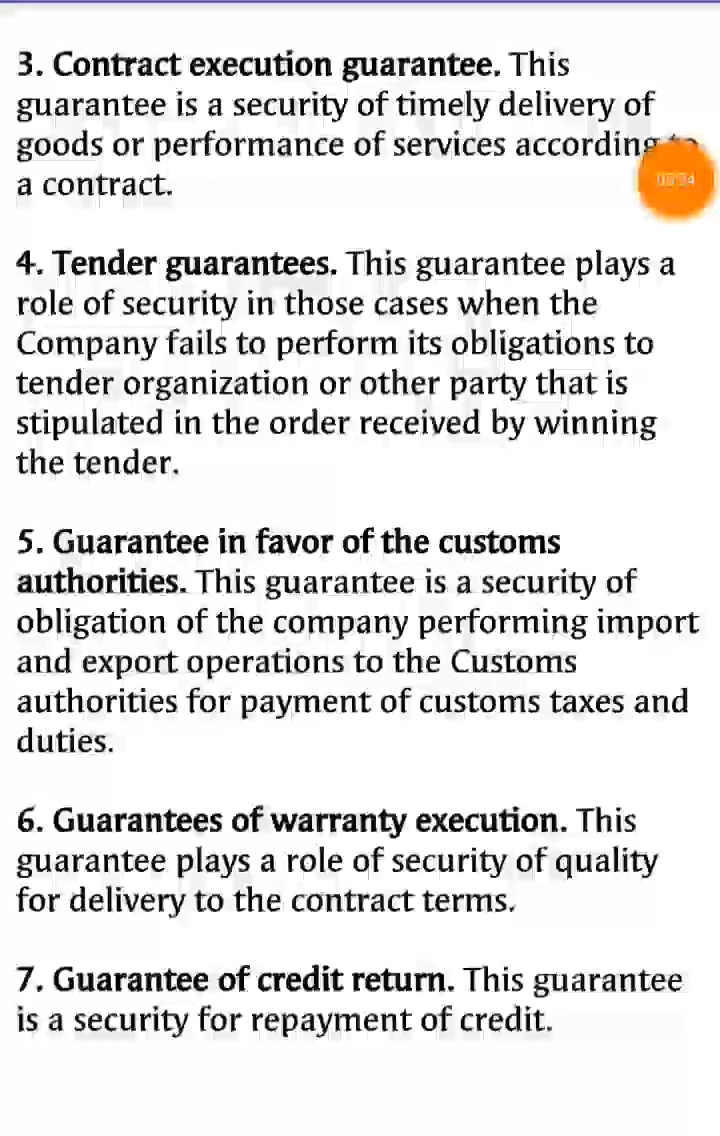 3. Contract execution guarantee. This
guarantee is a security of timely delivery of
goods or performance of services according to
a contract.
4. Tender guarantees. This guarantee plays a
role of security in those cases when the
Company fails to perform its obligations to
tender organization or other party that is
stipulated in the order received by winning
the tender.
5. Guarantee in favor of the customs
authorities. This guarantee is a security of
obligation of the company performing import
and export operations to the Customs
authorities for payment of customs taxes and
duties.
6. Guarantees of warranty execution. This
guarantee plays a role of security of quality
for delivery to the contract terms.
7. Guarantee of credit return. This guarantee
is a security for repayment of credit.